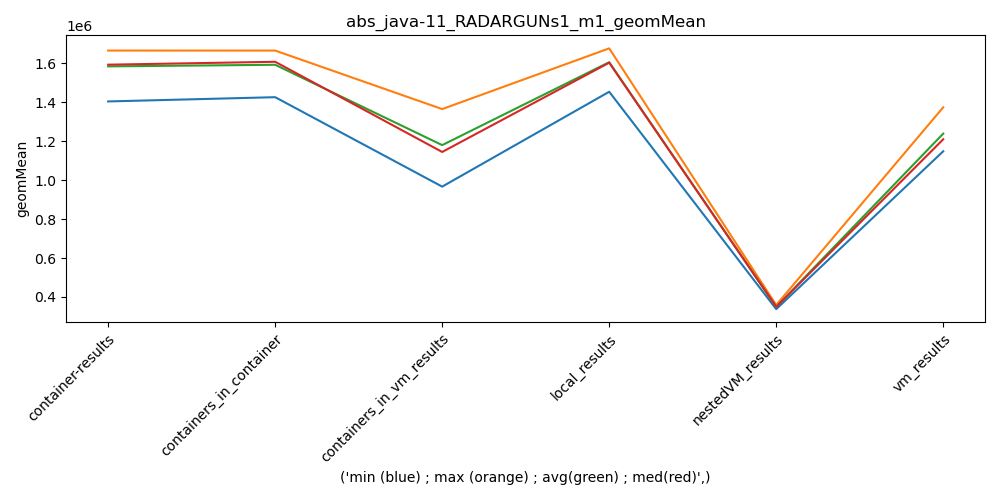 abs_java-11_RADARGUNs1_m1_geomMean
1e6
1.6
1.4
1.2
1.0
0.8
0.6
0.4
geomMean
container-results
containers_in_container
containers_in_vm_results
local_results
nestedVM_results
vm_results
('min (blue) ; max (orange) ; avg(green) ; med(red)',)